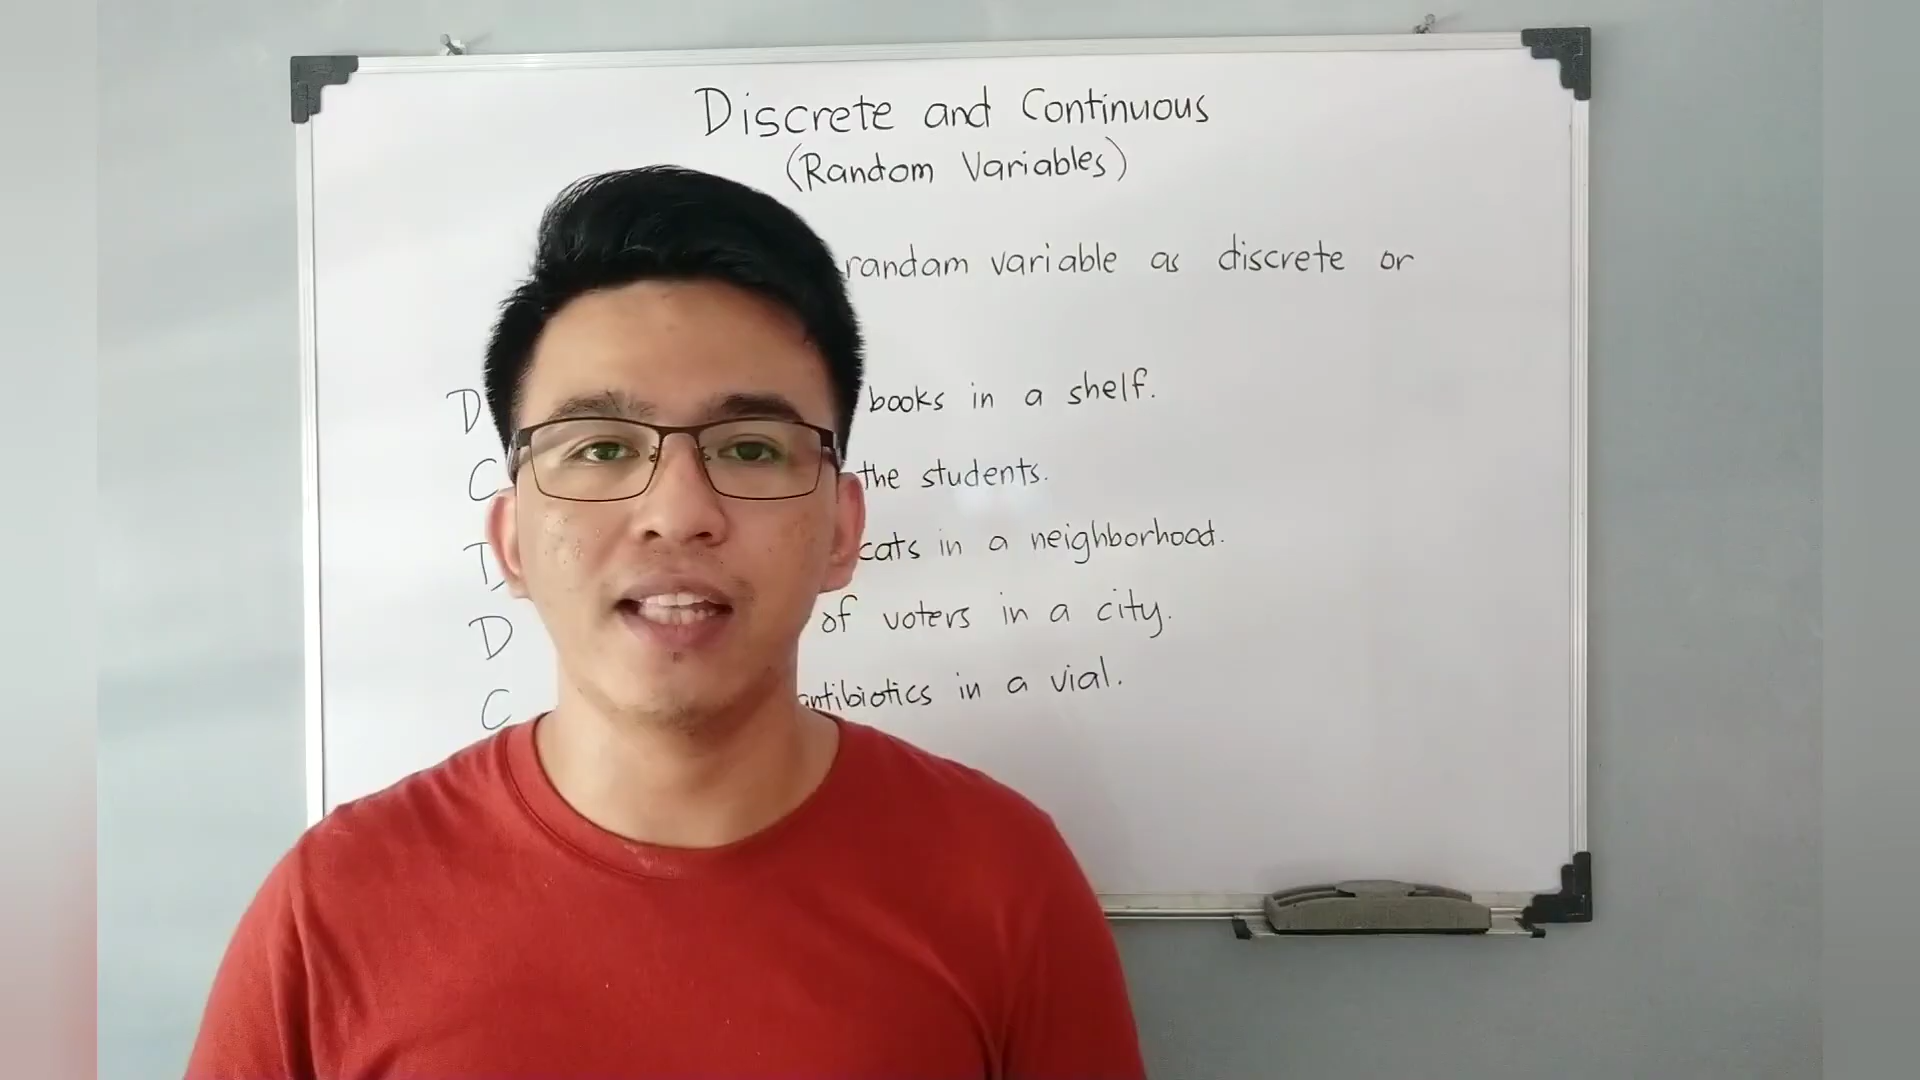 Discrete and Continuous
(Random Variables)
randam variable as discrete or
D books in a shelf.
C the students.
D cats in a neighborhood.
D of voters in a city.
C antibiotics in a vial.